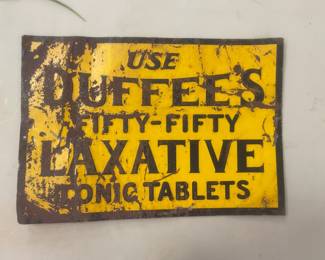 USE
DUFFEE'S
FIFTY-FIFTY
LAXATIVE
TONIC TABLETS